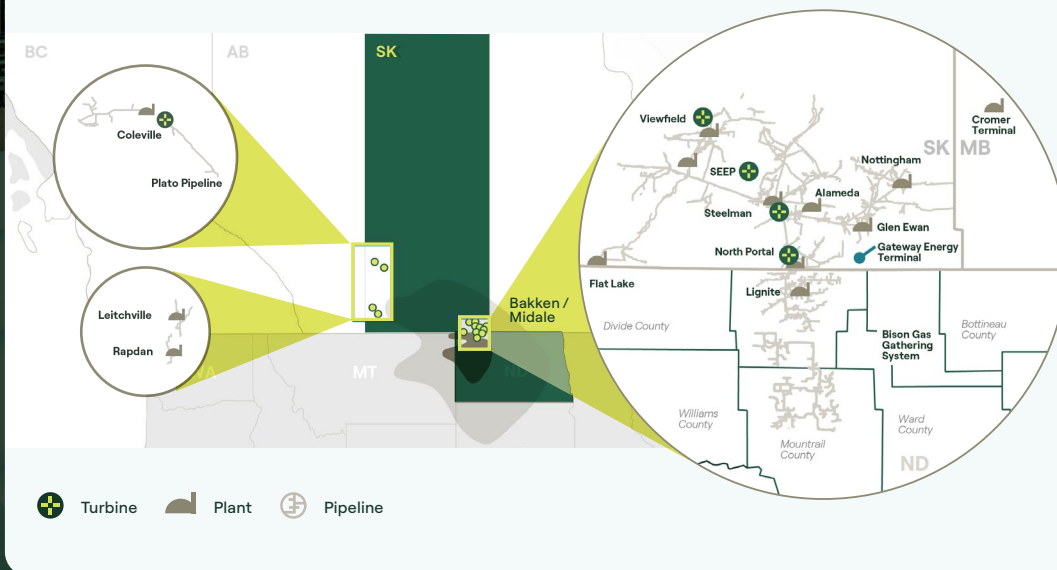 BC
AB
SK
Coleville
Plato Pipeline
Leitchville
Rapdan
WA
MT
ND
Bakken /
Midale
Viewfield
SEEP
Steelman
North Portal
Flat Lake
Lignite
Alameda
Nottingham
Glen Ewan
Gateway Energy
Terminal
Cromer
Terminal
SK
MB
Divide County
Bison Gas
Gathering
System
Bottineau
County
Williams
County
Mountrail
County
Ward
County
ND
Turbine
Plant
Pipeline